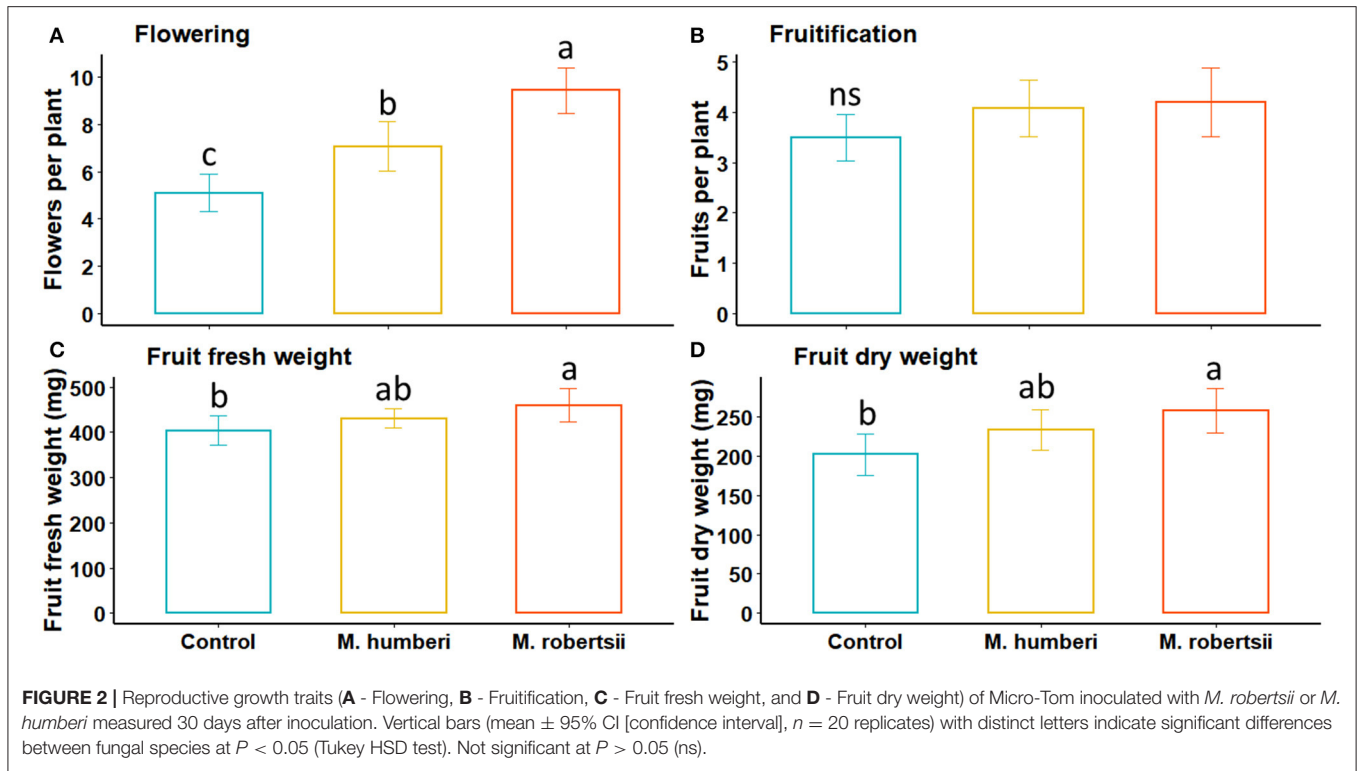 A Flowering
a
b
c
Flowers per plant
10
8
6
4
2
0
B Fruitification
ns
Fruits per plant
5
4
3
2
1
0
C Fruit fresh weight
b
ab
a
Fruit fresh weight (mg)
500
400
300
200
100
0
Control M. humberi M. robertsii
D Fruit dry weight
b
ab
a
Fruit dry weight (mg)
250
200
150
100
50
0
Control M. humberi M. robertsii
FIGURE 2 | Reproductive growth traits (A - Flowering, B - Fruitification, C - Fruit fresh weight, and D - Fruit dry weight) of Micro-Tom inoculated with M. robertsii or M.
humberi measured 30 days after inoculation. Vertical bars (mean ± 95% CI [confidence interval], n = 20 replicates) with distinct letters indicate significant differences
between fungal species at P < 0.05 (Tukey HSD test). Not significant at P > 0.05 (ns).